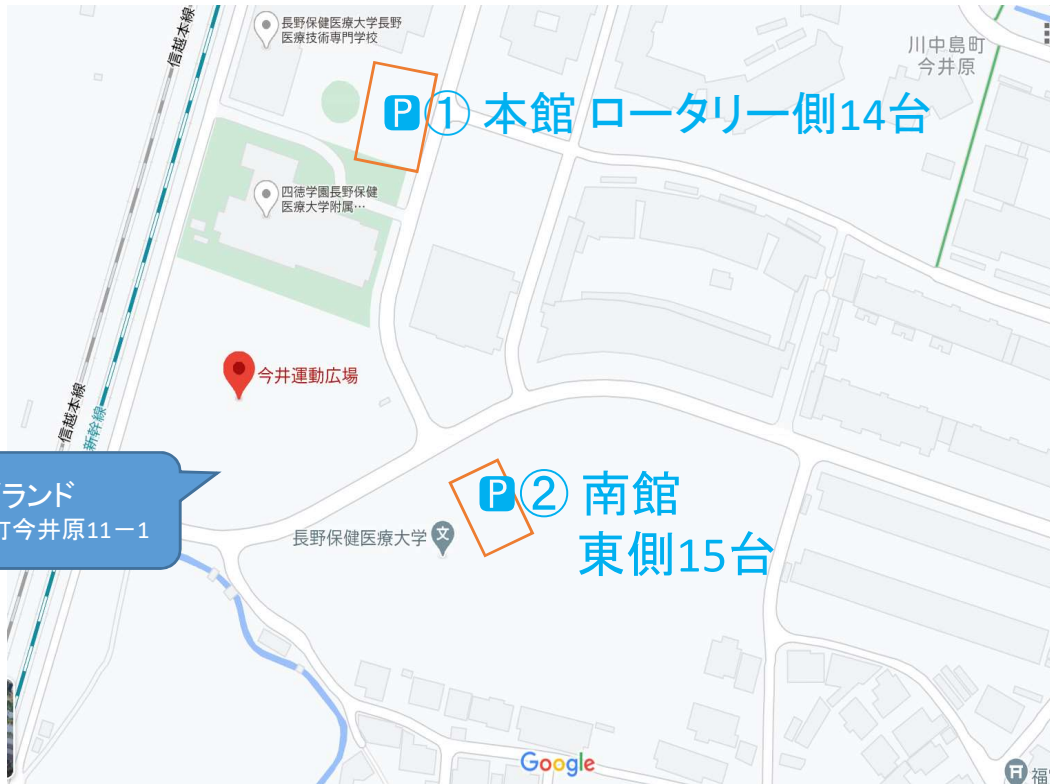 信越本線
長野保健医療大学長野
医療技術専門学校
川中島町
今井原
P① 本館 ロータリー側14台
四徳学園長野保健
医療大学附属…
今井運動広場
信越本線
新幹線
ランド
町今井原11ー1
P② 南館
東側15台
長野保健医療大学
文
Google
福